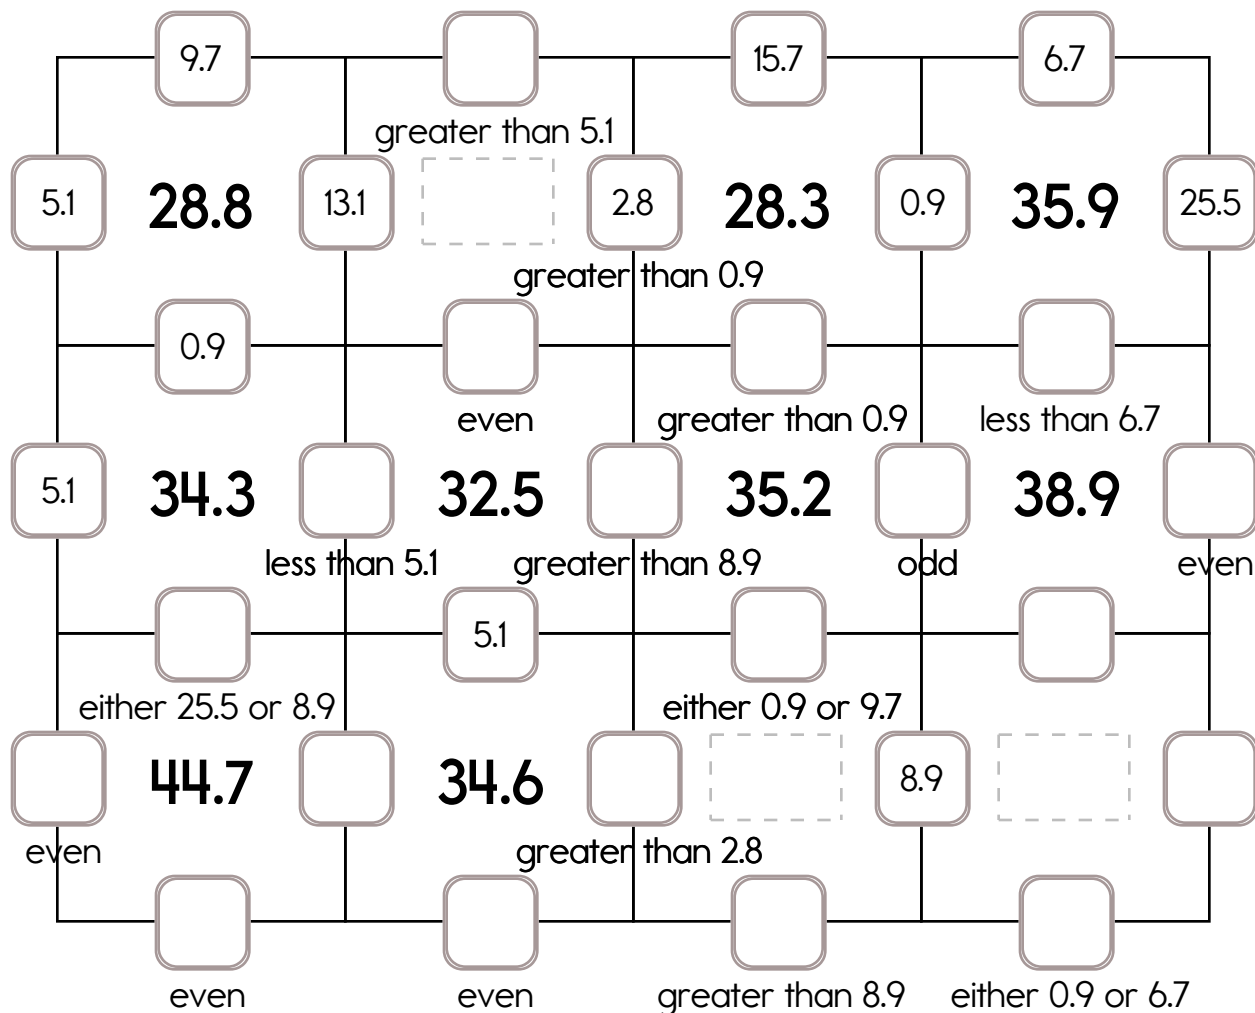 9.7 15.7 6.7
greater than 5.1
5.1 28.8 13.1 2.8 28.3 0.9 35.9 25.5
greater than 0.9
0.9
even greater than 0.9 less than 6.7
5.1 34.3 32.5 35.2 38.9
less than 5.1 greater than 8.9 odd even
5.1
either 25.5 or 8.9 either 0.9 or 9.7
44.7 34.6 8.9
even greater than 2.8
even even greater than 8.9 either 0.9 or 6.7